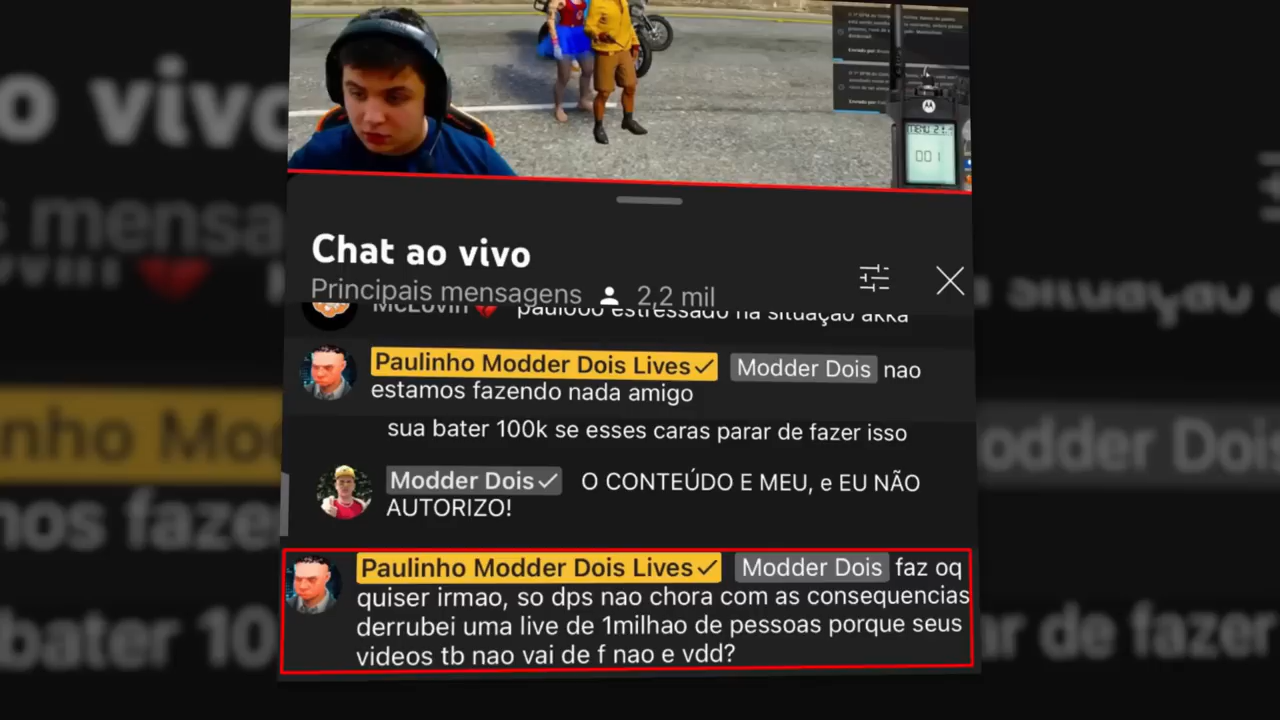 001
Chat ao vivo
Principais mensagens 2,2 mil
McLovin paulooo estressado na situação akka
Paulinho Modder Dois Lives Modder Dois nao
estamos fazendo nada amigo
sua bater 100k se esses caras parar de fazer isso
Modder Dois O CONTEÚDO E MEU, e EU NÃO
AUTORIZO!
Paulinho Modder Dois Lives Modder Dois faz oq
quiser irmao, so dps nao chora com as consequencias
derrubei uma live de 1milhao de pessoas porque seus
videos tb nao vai de f nao e vdd?